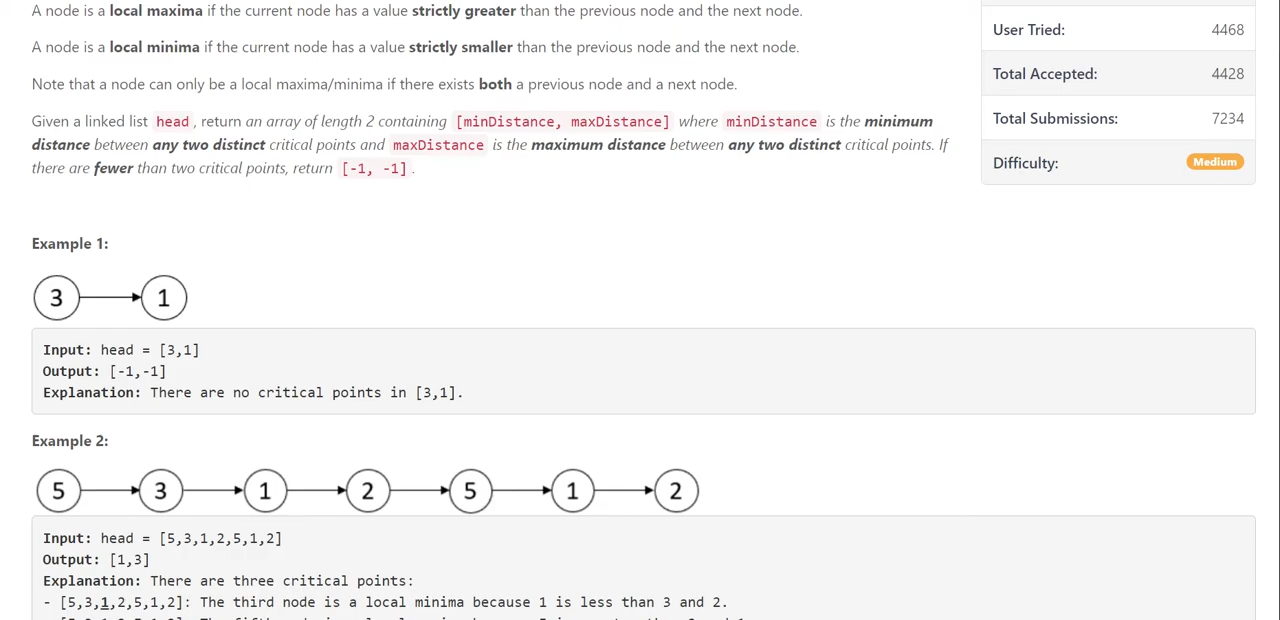 A node is a local maxima if the current node has a value strictly greater than the previous node and the next node.
A node is a local minima if the current node has a value strictly smaller than the previous node and the next node.
Note that a node can only be a local maxima/minima if there exists both a previous node and a next node.
Given a linked list head, return an array of length 2 containing [minDistance, maxDistance] where minDistance is the minimum
distance between any two distinct critical points and maxDistance is the maximum distance between any two distinct critical points. If
there are fewer than two critical points, return [-1, -1].
User Tried: 4468
Total Accepted: 4428
Total Submissions: 7234
Difficulty: Medium
Example 1:
3 1
Input: head = [3,1]
Output: [-1,-1]
Explanation: There are no critical points in [3,1].
Example 2:
5 3 1 2 5 1 2
Input: head = [5,3,1,2,5,1,2]
Output: [1,3]
Explanation: There are three critical points:
- [5,3,1,2,5,1,2]: The third node is a local minima because 1 is less than 3 and 2.